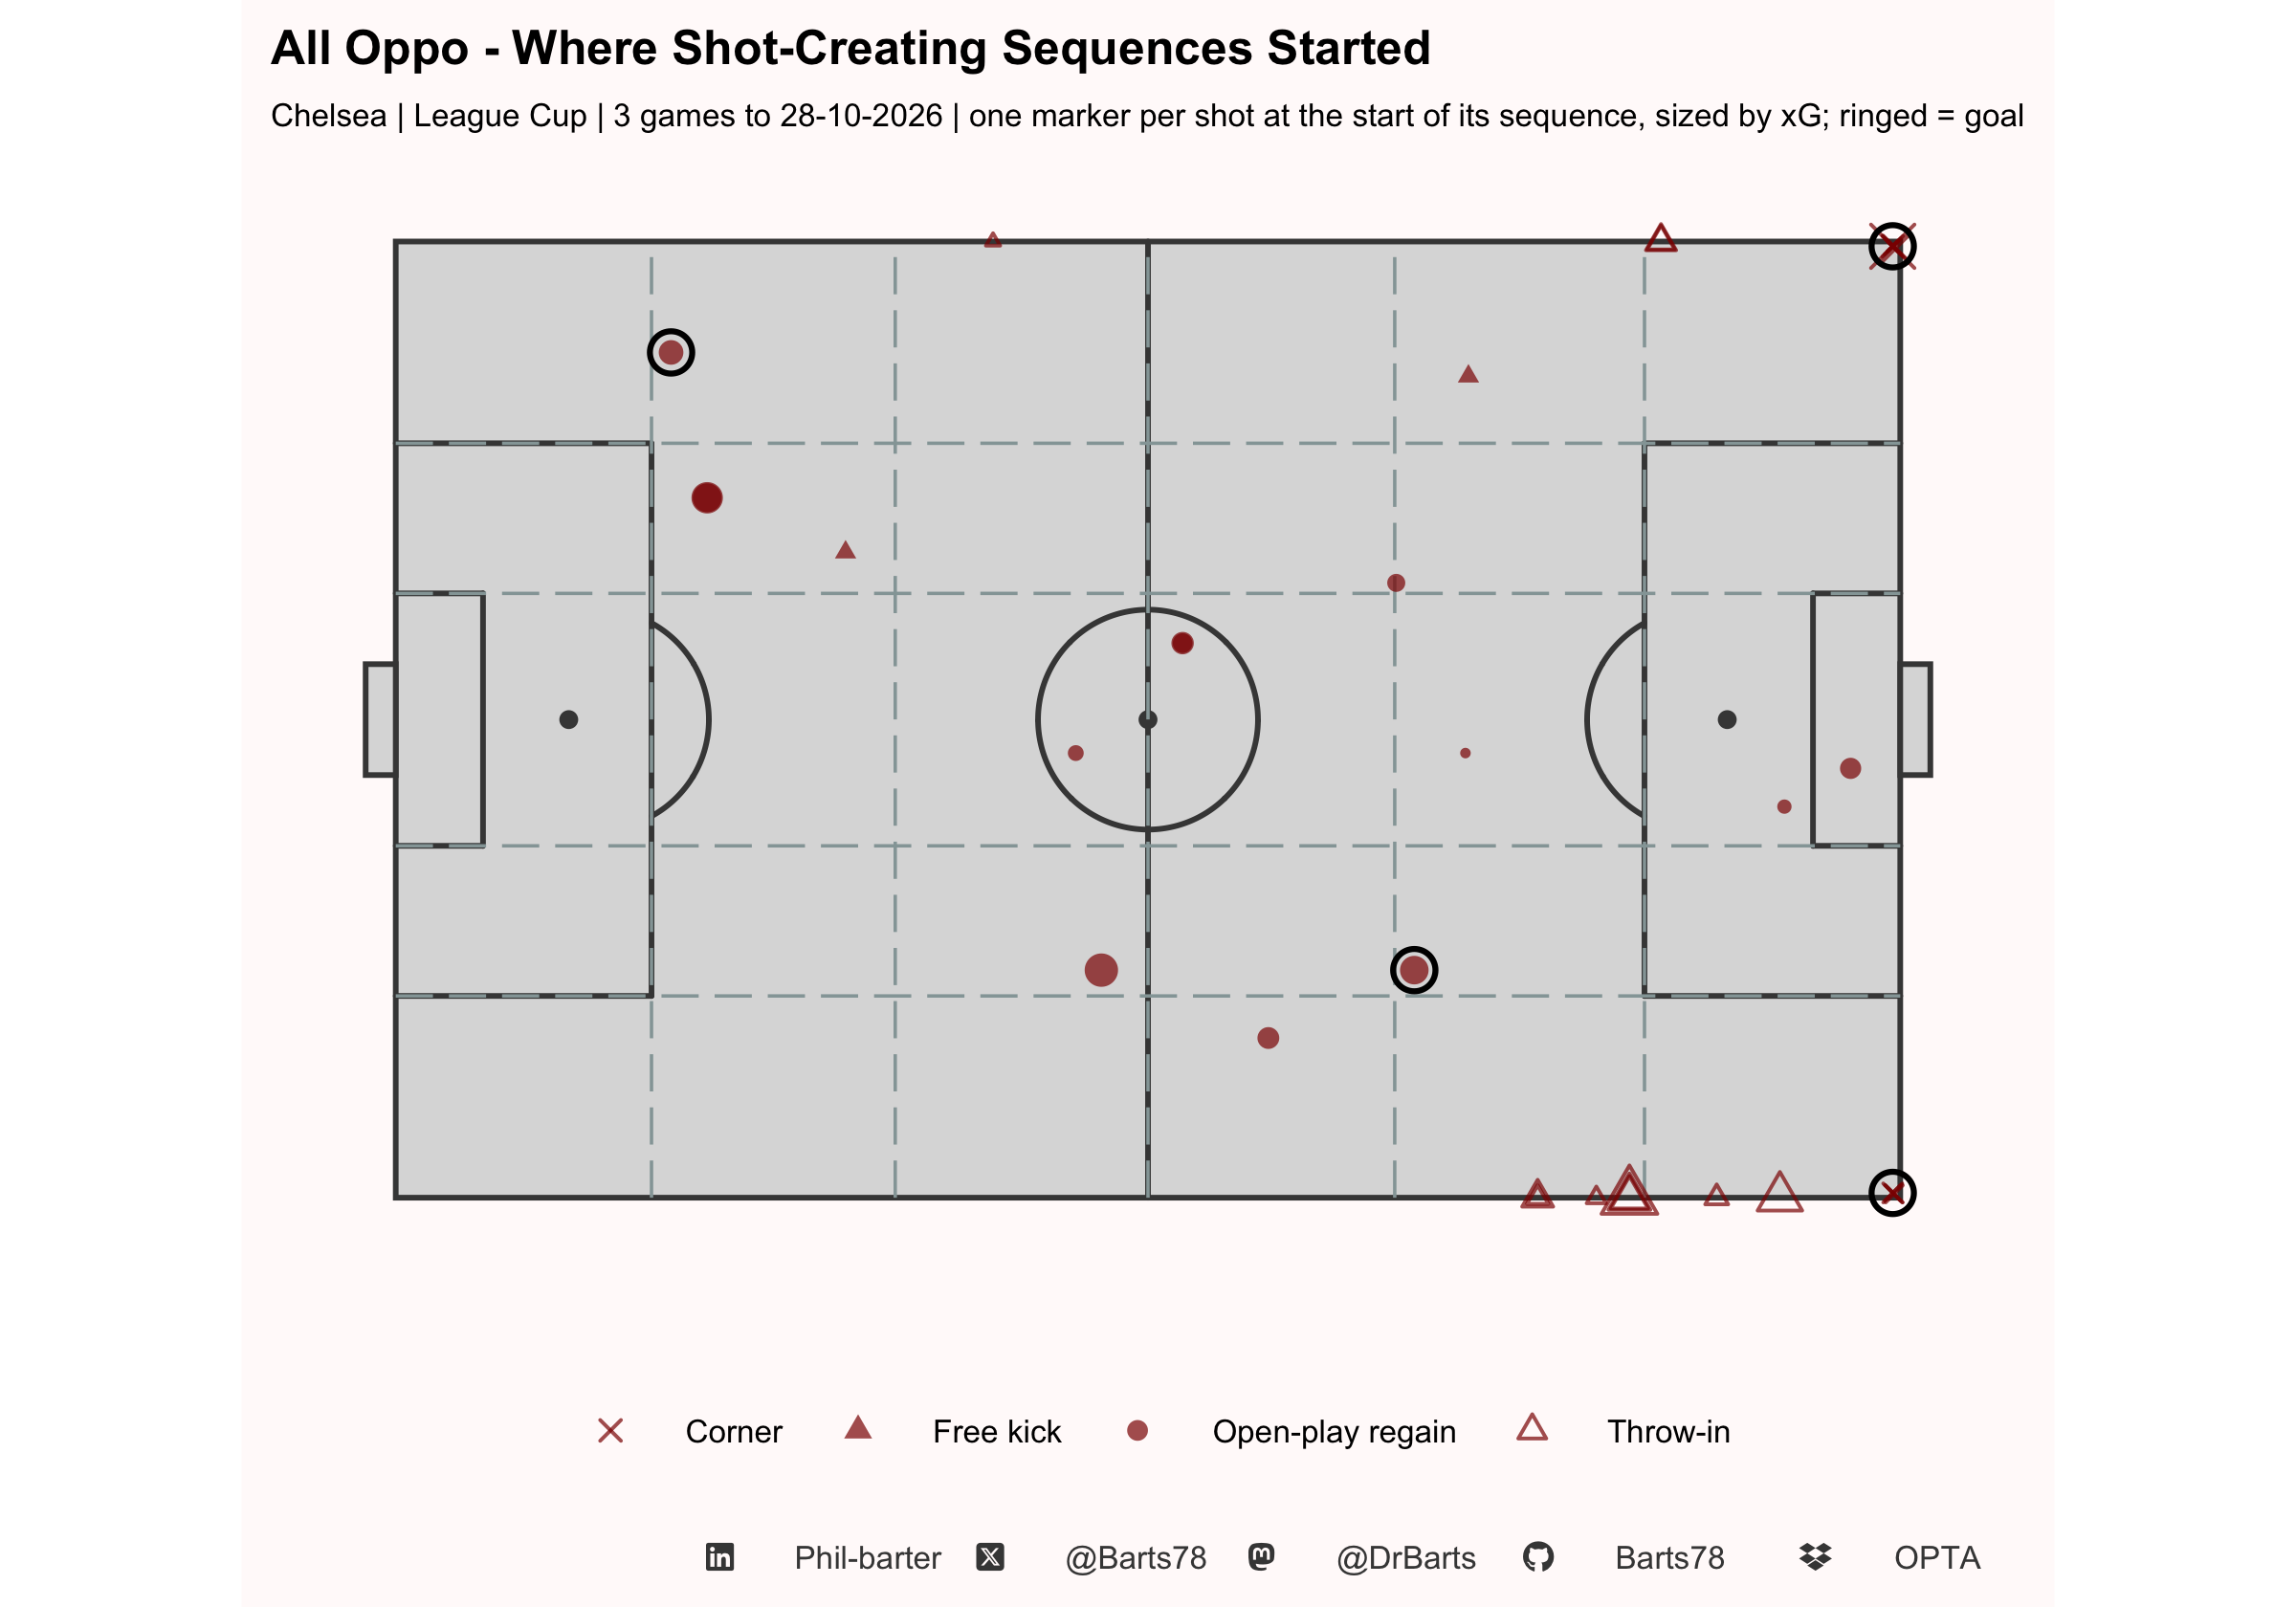 All Oppo - Where Shot-Creating Sequences Started
Chelsea | League Cup | 3 games to 28-10-2026 | one marker per shot at the start of its sequence, sized by xG; ringed = goal
Corner Free kick Open-play regain Throw-in
Phil-barter @Barts78 @DrBarts Barts78 OPTA